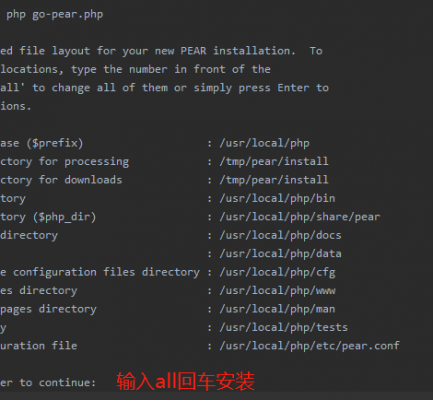 php go-pear.php
ed file layout for your new PEAR installation. To
locations, type the number in front of the
all' to change all of them or simply press Enter to
ions.
ase ($prefix) : /usr/local/php
ctory for processing : /tmp/pear/install
ctory for downloads : /tmp/pear/install
tory : /usr/local/php/bin
tory ($php_dir) : /usr/local/php/share/pear
directory : /usr/local/php/docs
: /usr/local/php/data
e configuration files directory : /usr/local/php/cfg
es directory : /usr/local/php/www
pages directory : /usr/local/php/man
y : /usr/local/php/tests
uration file : /usr/local/php/etc/pear.conf
er to continue: 输入all回车安装